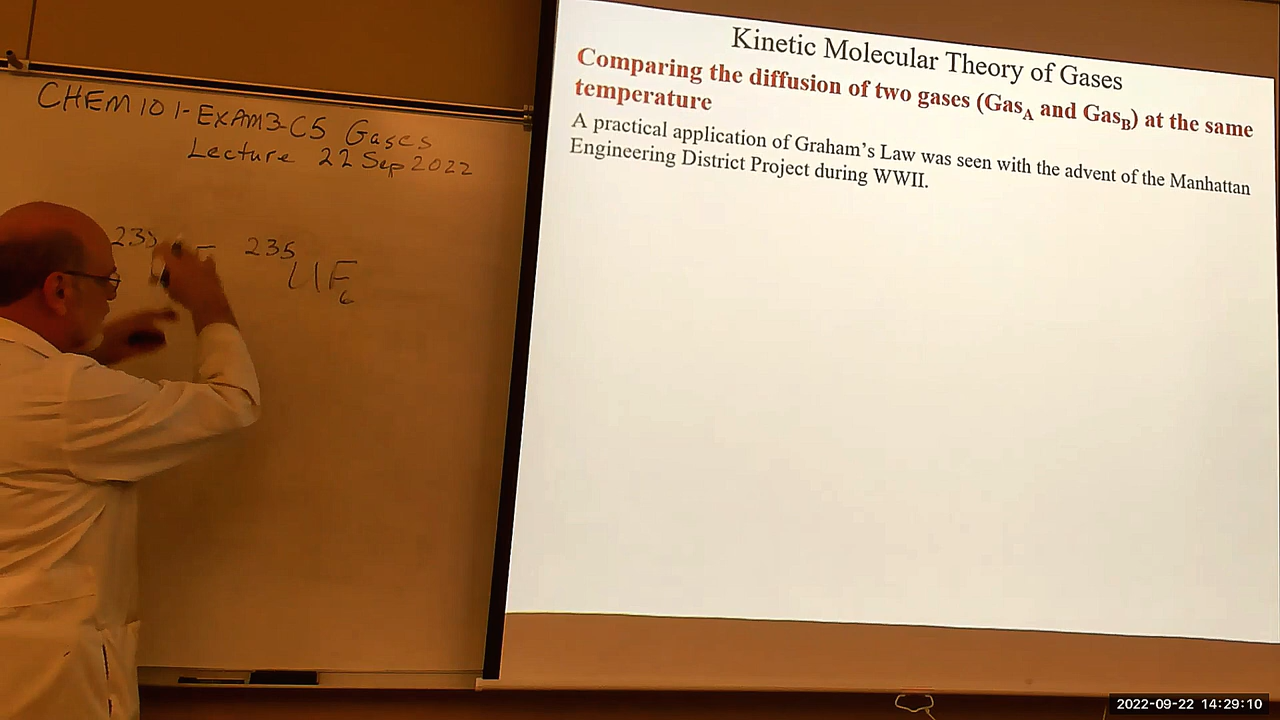 CHEM 101-EXAM3-C5 Gases
Lecture 22 Sep 2022
235
UF6
Kinetic Molecular Theory of Gases
Comparing the diffusion of two gases (GasA and GasB) at the same
temperature
A practical application of Graham's Law was seen with the advent of the Manhattan
Engineering District Project during WWII.
2022-09-22 14:29:10